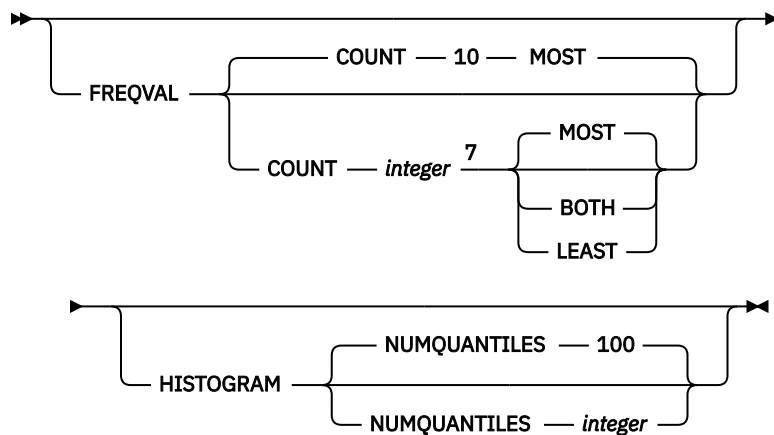 COUNT 10 MOST
FREQVAL
MOST
COUNT integer 7
BOTH
LEAST
NUMQUANTILES 100
HISTOGRAM
NUMQUANTILES integer